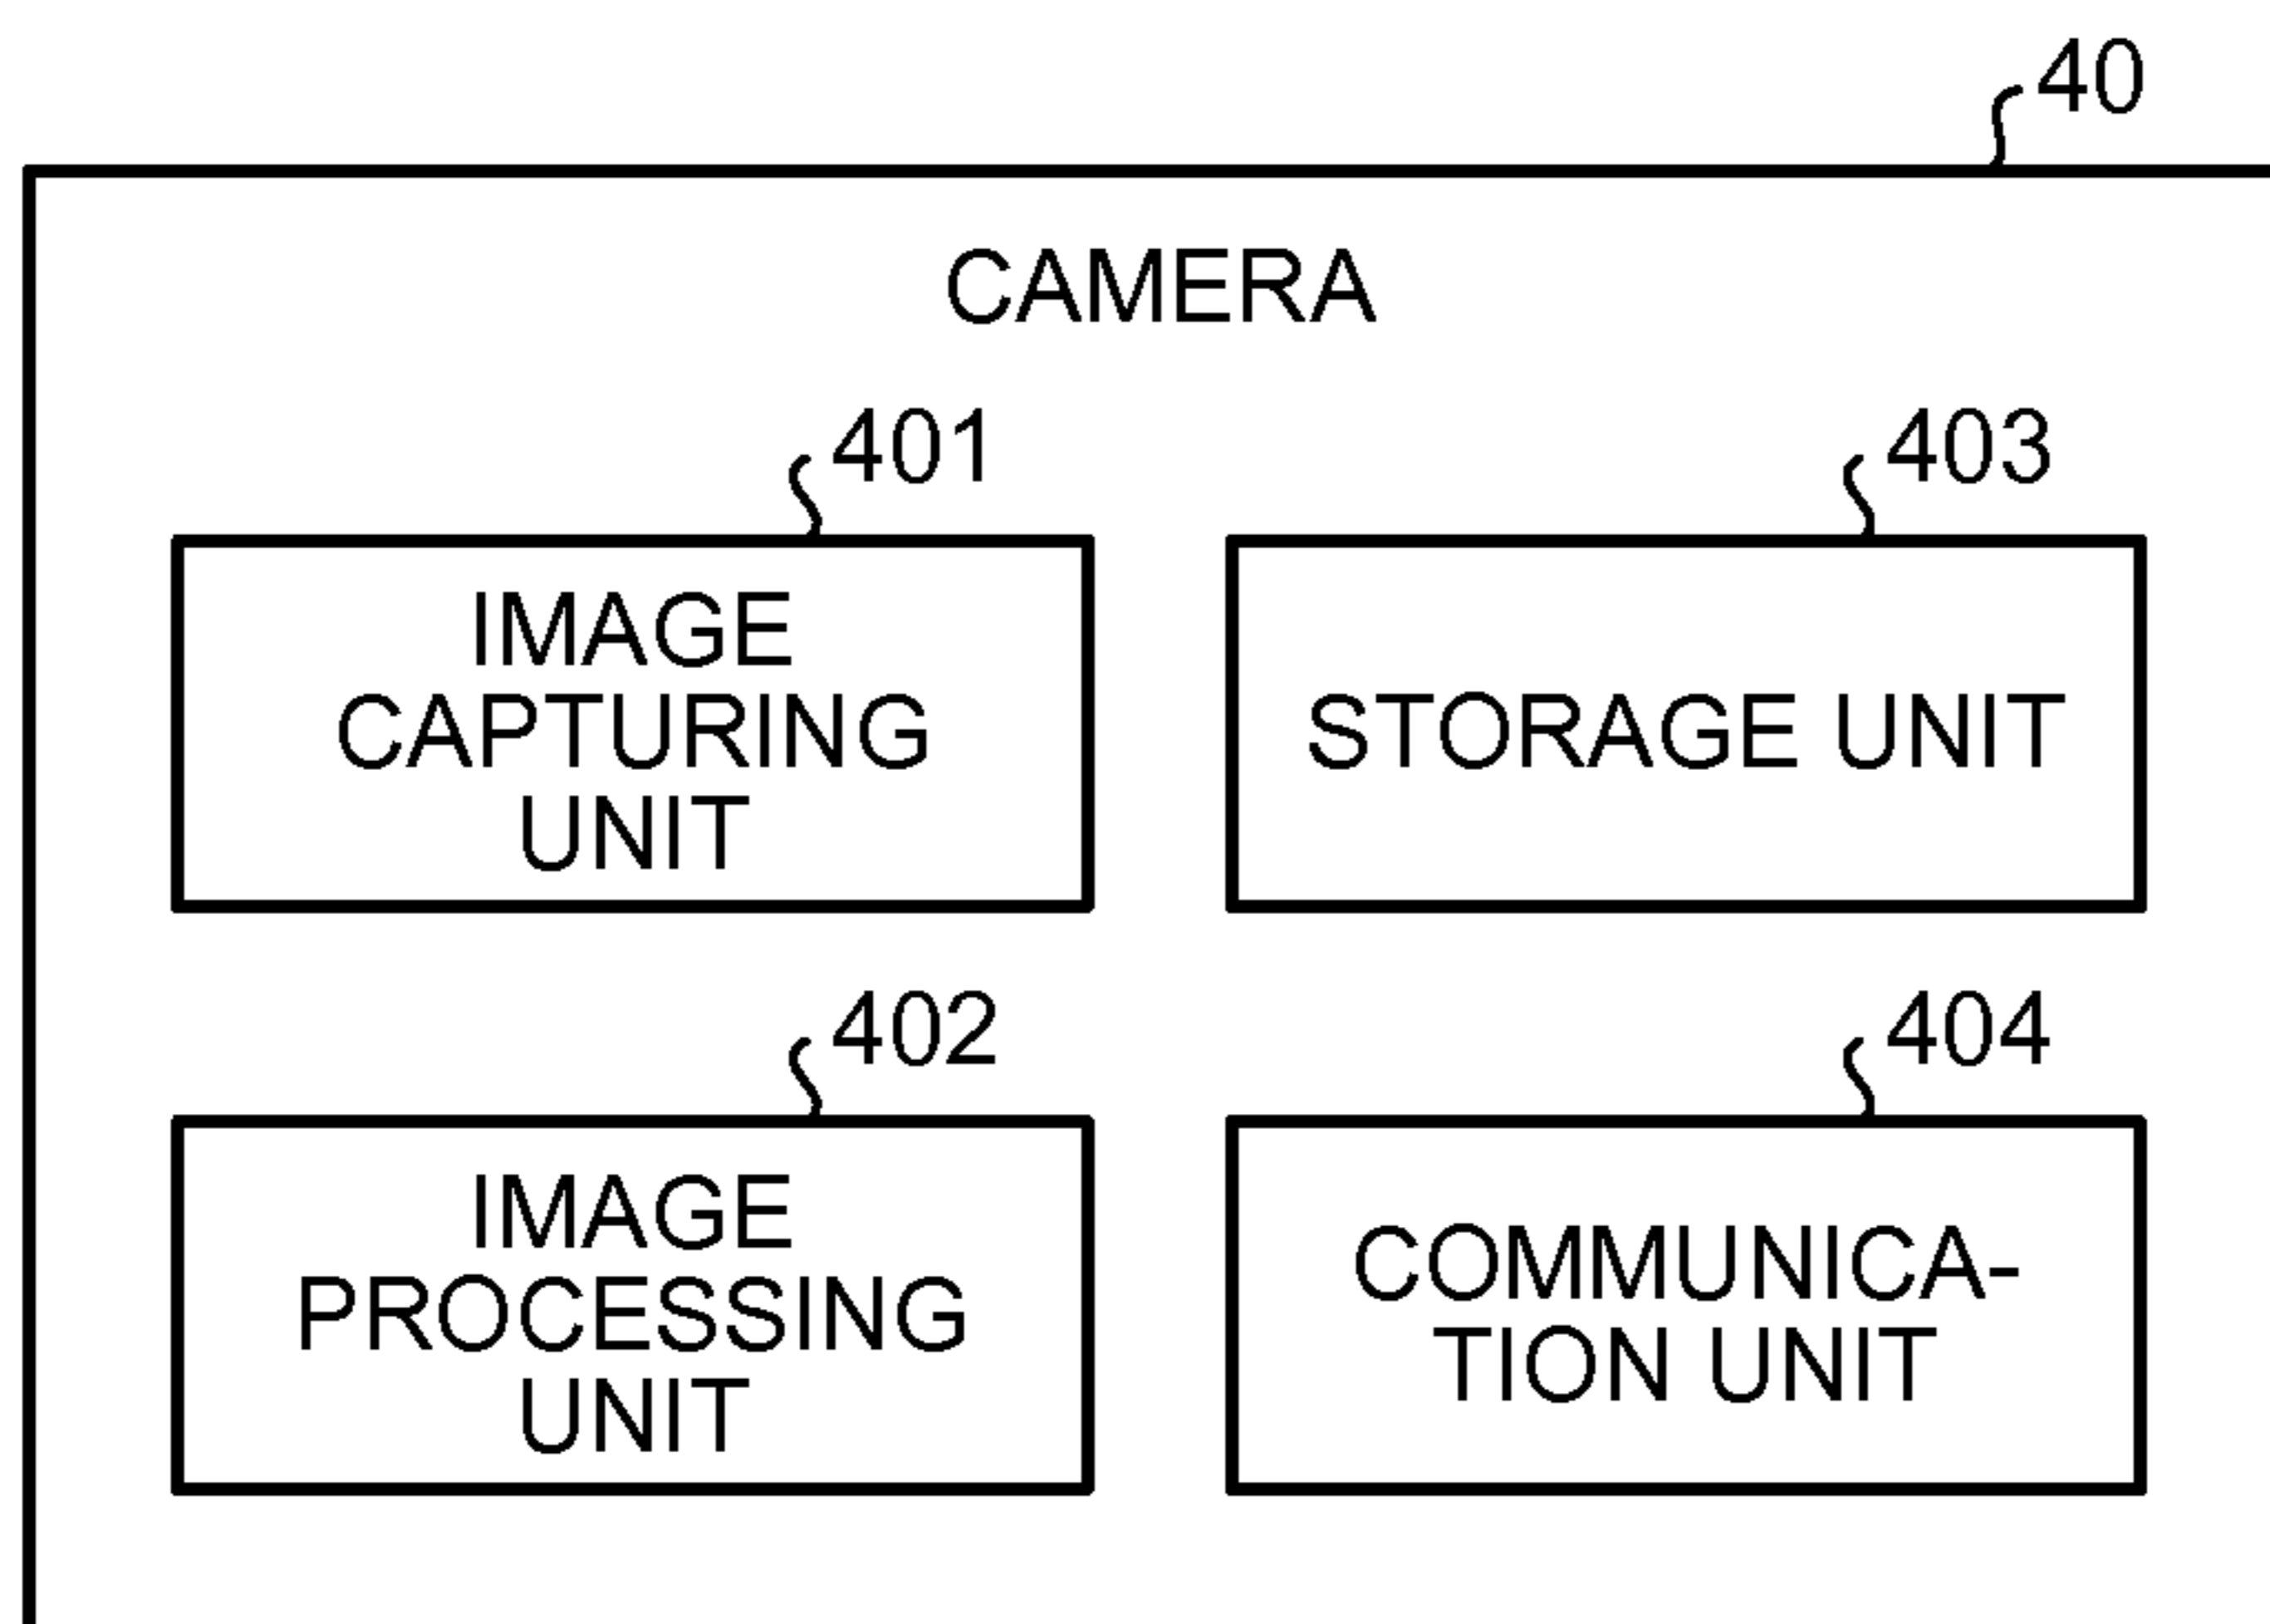 40
CAMERA
401
IMAGE
CAPTURING
UNIT
403
STORAGE UNIT
402
IMAGE
PROCESSING
UNIT
404
COMMUNICA-
TION UNIT